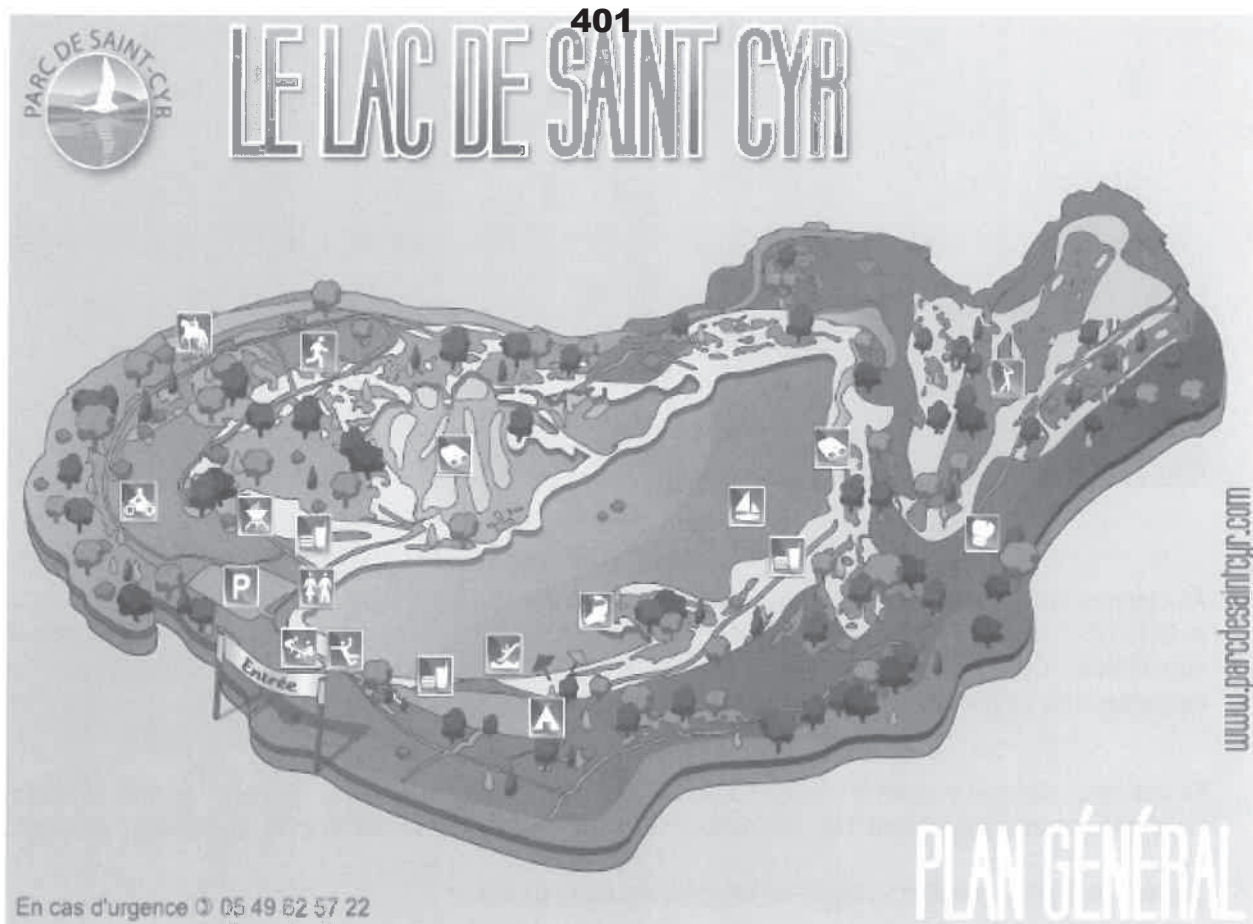 401
PARC DE SAINT-CYR
LE LAC DE SAINT CYR
P
Entrée
www.parcdesaintcyr.com
PLAN GÉNÉRAL
En cas d'urgence ✆ 05 49 62 57 22